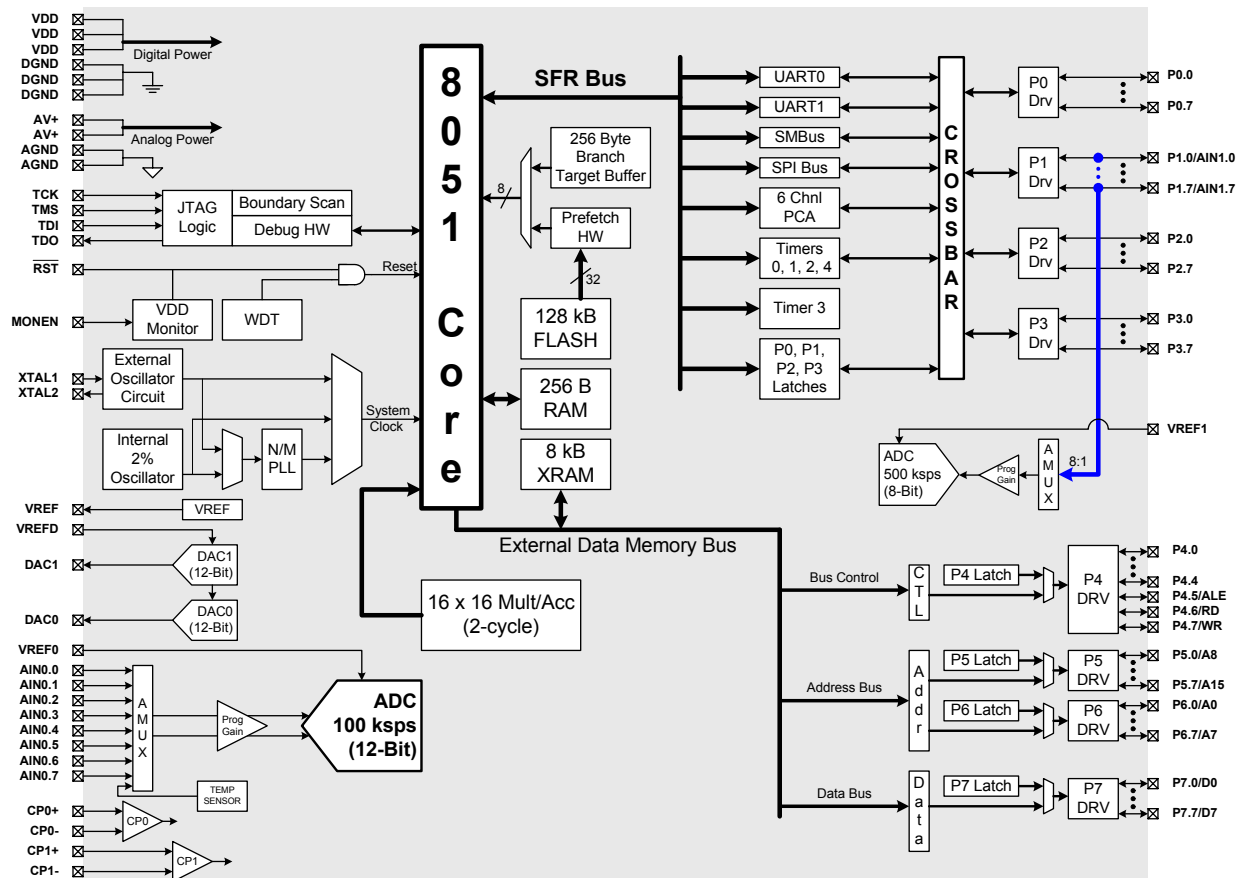 VDD
VDD
VDD
Digital Power
DGND
DGND
DGND
AV+
AV+
Analog Power
AGND
AGND
TCK
TMS
TDI
TDO
JTAG
Logic
Boundary Scan
Debug HW
RST
Reset
MONEN
VDD
Monitor
WDT
XTAL1
XTAL2
External
Oscillator
Circuit
System
Clock
Internal
2%
Oscillator
N/M
PLL
VREF
VREF
VREFD
DAC1
DAC1
(12-Bit)
DAC0
DAC0
(12-Bit)
VREF0
AIN0.0
AIN0.1
AIN0.2
AIN0.3
AIN0.4
AIN0.5
AIN0.6
AIN0.7
AMUX
Prog
Gain
ADC
100 ksps
(12-Bit)
TEMP
SENSOR
CP0+
CP0-
CP0
CP1+
CP1-
CP1
8051 Core
SFR Bus
256 Byte
Branch
Target Buffer
8
Prefetch
HW
32
128 kB
FLASH
256 B
RAM
8 kB
XRAM
External Data Memory Bus
16 x 16 Mult/Acc
(2-cycle)
UART0
UART1
SMBus
SPI Bus
6 Chnl
PCA
Timers
0, 1, 2, 4
Timer 3
P0, P1,
P2, P3
Latches
CROSSBAR
P0
Drv
P0.0
P0.7
P1
Drv
P1.0/AIN1.0
P1.7/AIN1.7
P2
Drv
P2.0
P2.7
P3
Drv
P3.0
P3.7
VREF1
ADC
500 ksps
(8-Bit)
Prog
Gain
AMUX
8:1
Bus Control
CTL
P4 Latch
P4
DRV
P4.0
P4.4
P4.5/ALE
P4.6/RD
P4.7/WR
Address Bus
Addr
P5 Latch
P5
DRV
P5.0/A8
P5.7/A15
P6 Latch
P6
DRV
P6.0/A0
P6.7/A7
Data Bus
Data
P7 Latch
P7
DRV
P7.0/D0
P7.7/D7